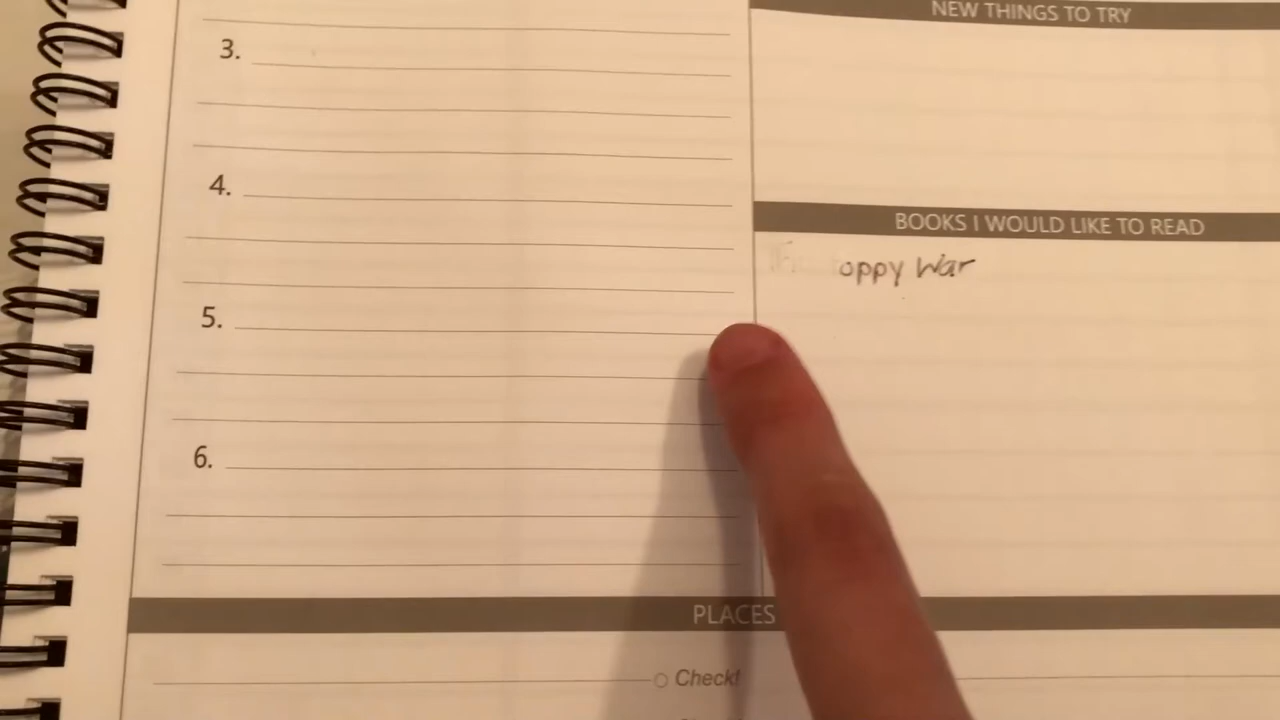 3.
4.
5.
6.
NEW THINGS TO TRY
BOOKS I WOULD LIKE TO READ
oppy War
PLACES
Check!